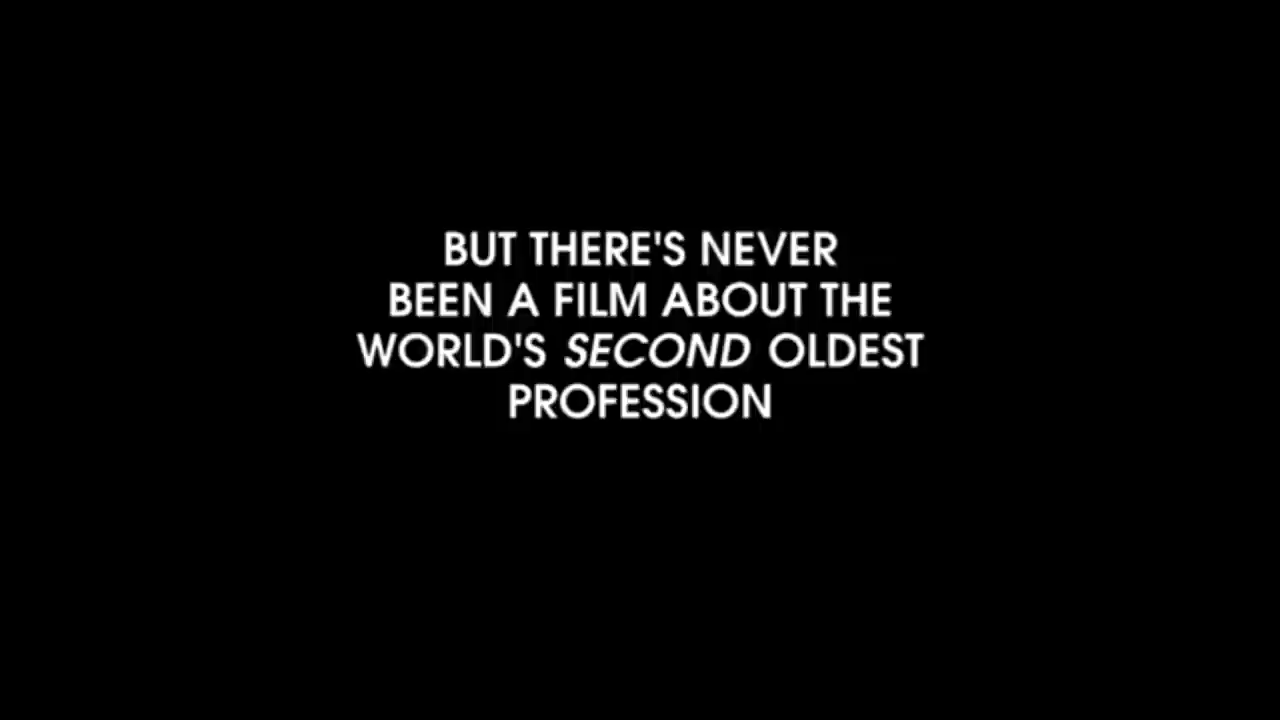 BUT THERE'S NEVER
BEEN A FILM ABOUT THE
WORLD'S SECOND OLDEST
PROFESSION